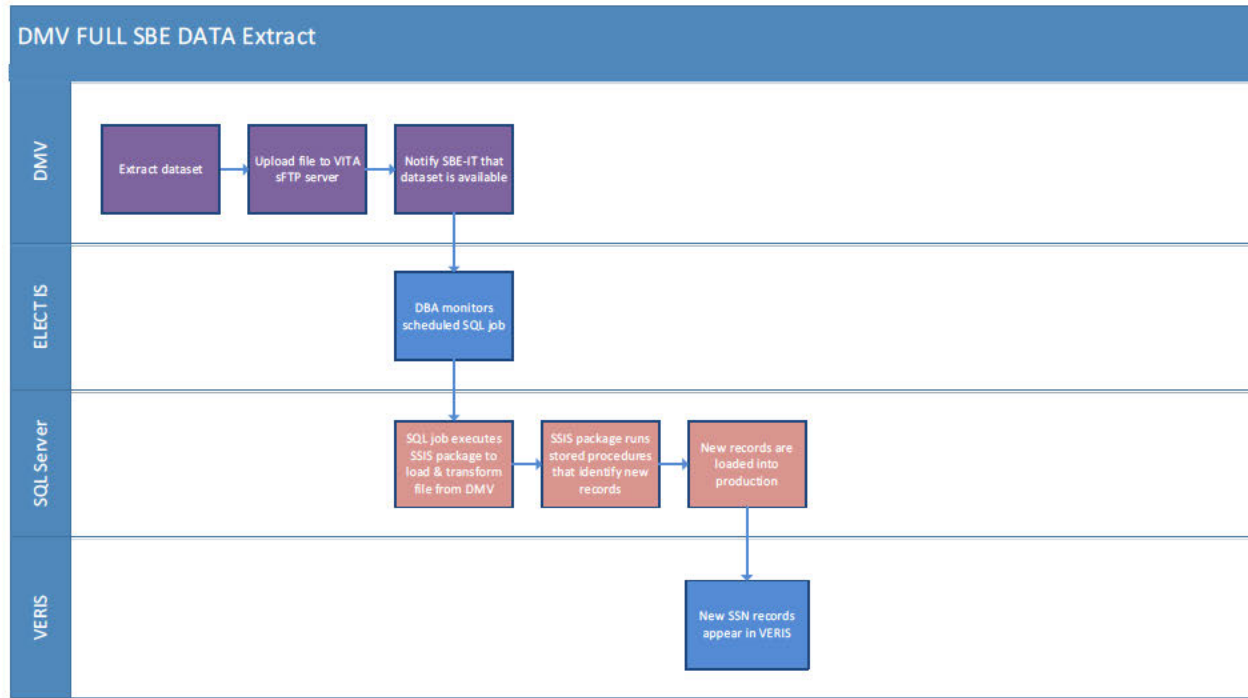 DMV FULL SBE DATA Extract
DMV
Extract dataset
Upload file to VITA
sFTP server
Notify SBE-IT that
dataset is available
ELECT IS
DBA monitors
scheduled SQL job
SQL Server
SQL job executes
SSIS package to
load & transform
file from DMV
SSIS package runs
stored procedures
that identify new
records
New records are
loaded into
production
VERIS
New SSN records
appear in VERIS